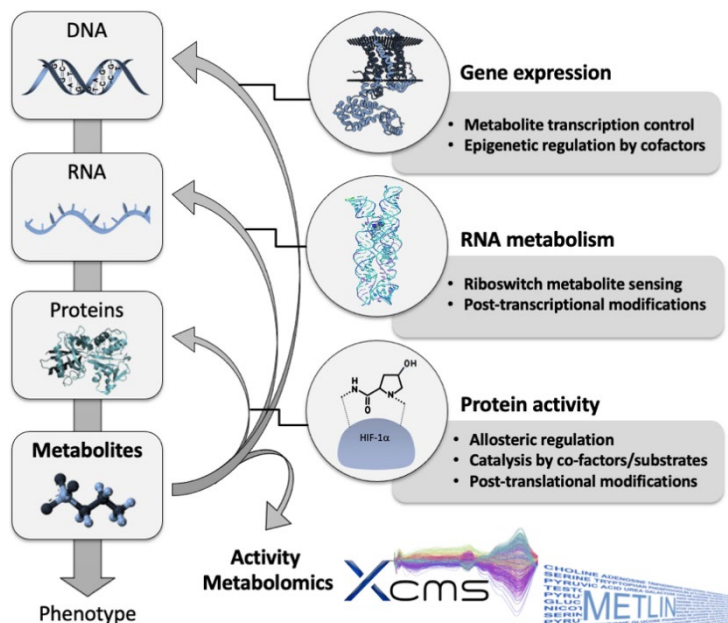 DNA
RNA
Proteins
Metabolites
Phenotype
Gene expression
• Metabolite transcription control
• Epigenetic regulation by cofactors
RNA metabolism
• Riboswitch metabolite sensing
• Post-transcriptional modifications
OH
H
N
N
O
HIF-1α
Protein activity
• Allosteric regulation
• Catalysis by co-factors/substrates
• Post-translational modifications
Activity
Metabolomics
Xcms
CHOLINE ADENOSINE
SERINE TRYPTOPHAN
PYRUVIC ACID UREA GALACTOSE
METLIN